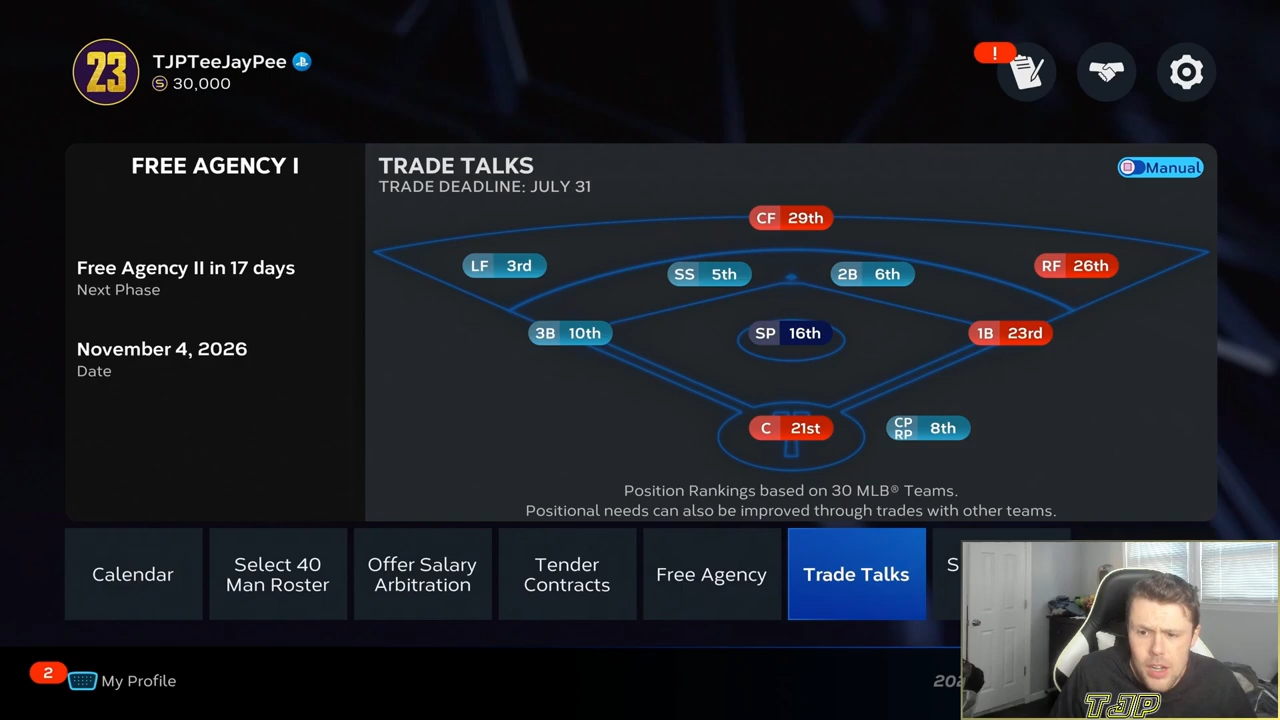 23
TJPTeeJayPee
30,000
!
FREE AGENCY I
Free Agency II in 17 days
Next Phase
November 4, 2026
Date
TRADE TALKS
TRADE DEADLINE: JULY 31
Manual
CF 29th
LF 3rd
SS 5th
2B 6th
RF 26th
3B 10th
SP 16th
1B 23rd
C 21st
CP
RP 8th
Position Rankings based on 30 MLB® Teams.
Positional needs can also be improved through trades with other teams.
Calendar
Select 40
Man Roster
Offer Salary
Arbitration
Tender
Contracts
Free Agency
Trade Talks
S
2
My Profile
202
TJP